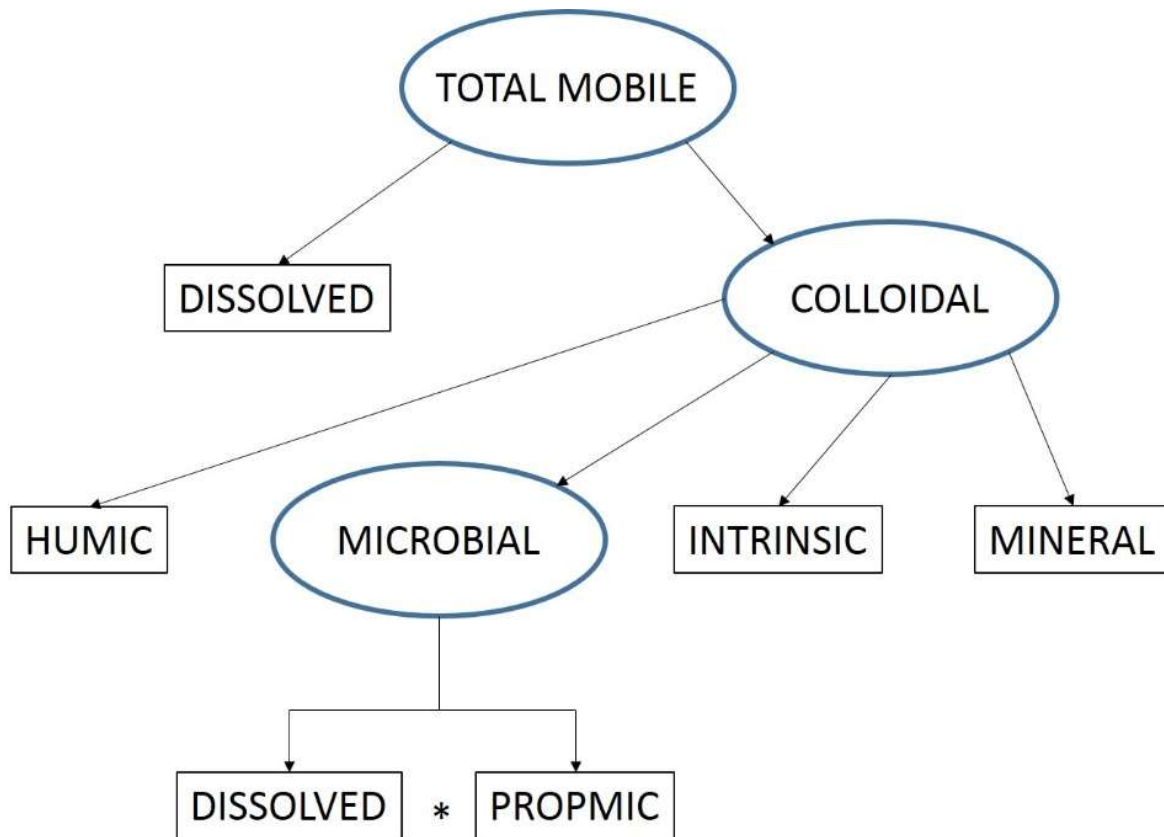 TOTAL MOBILE
DISSOLVED
COLLOIDAL
HUMIC
MICROBIAL
INTRINSIC
MINERAL
DISSOLVED * PROPMIC